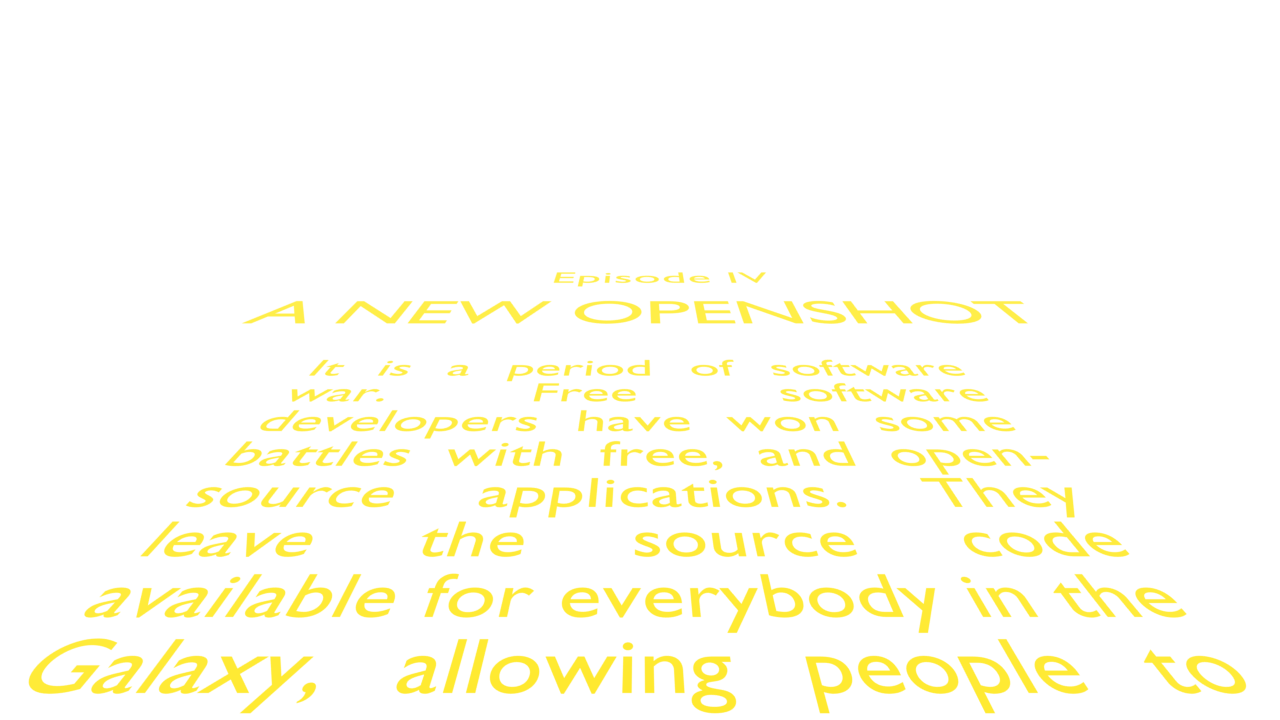 Episode IV
A NEW OPENSHOT
It is a period of software
war. Free software
developers have won some
battles with free, and open-
source applications. They
leave the source code
available for everybody in the
Galaxy, allowing people to